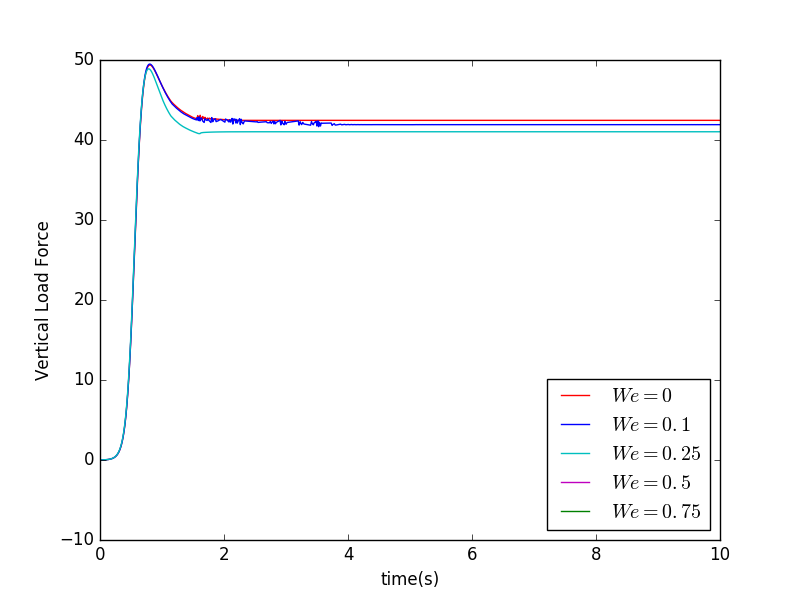 50
40
30
20
10
0
−10
0 2 4 6 8 10
Vertical Load Force
time(s)
We = 0
We = 0.1
We = 0.25
We = 0.5
We = 0.75